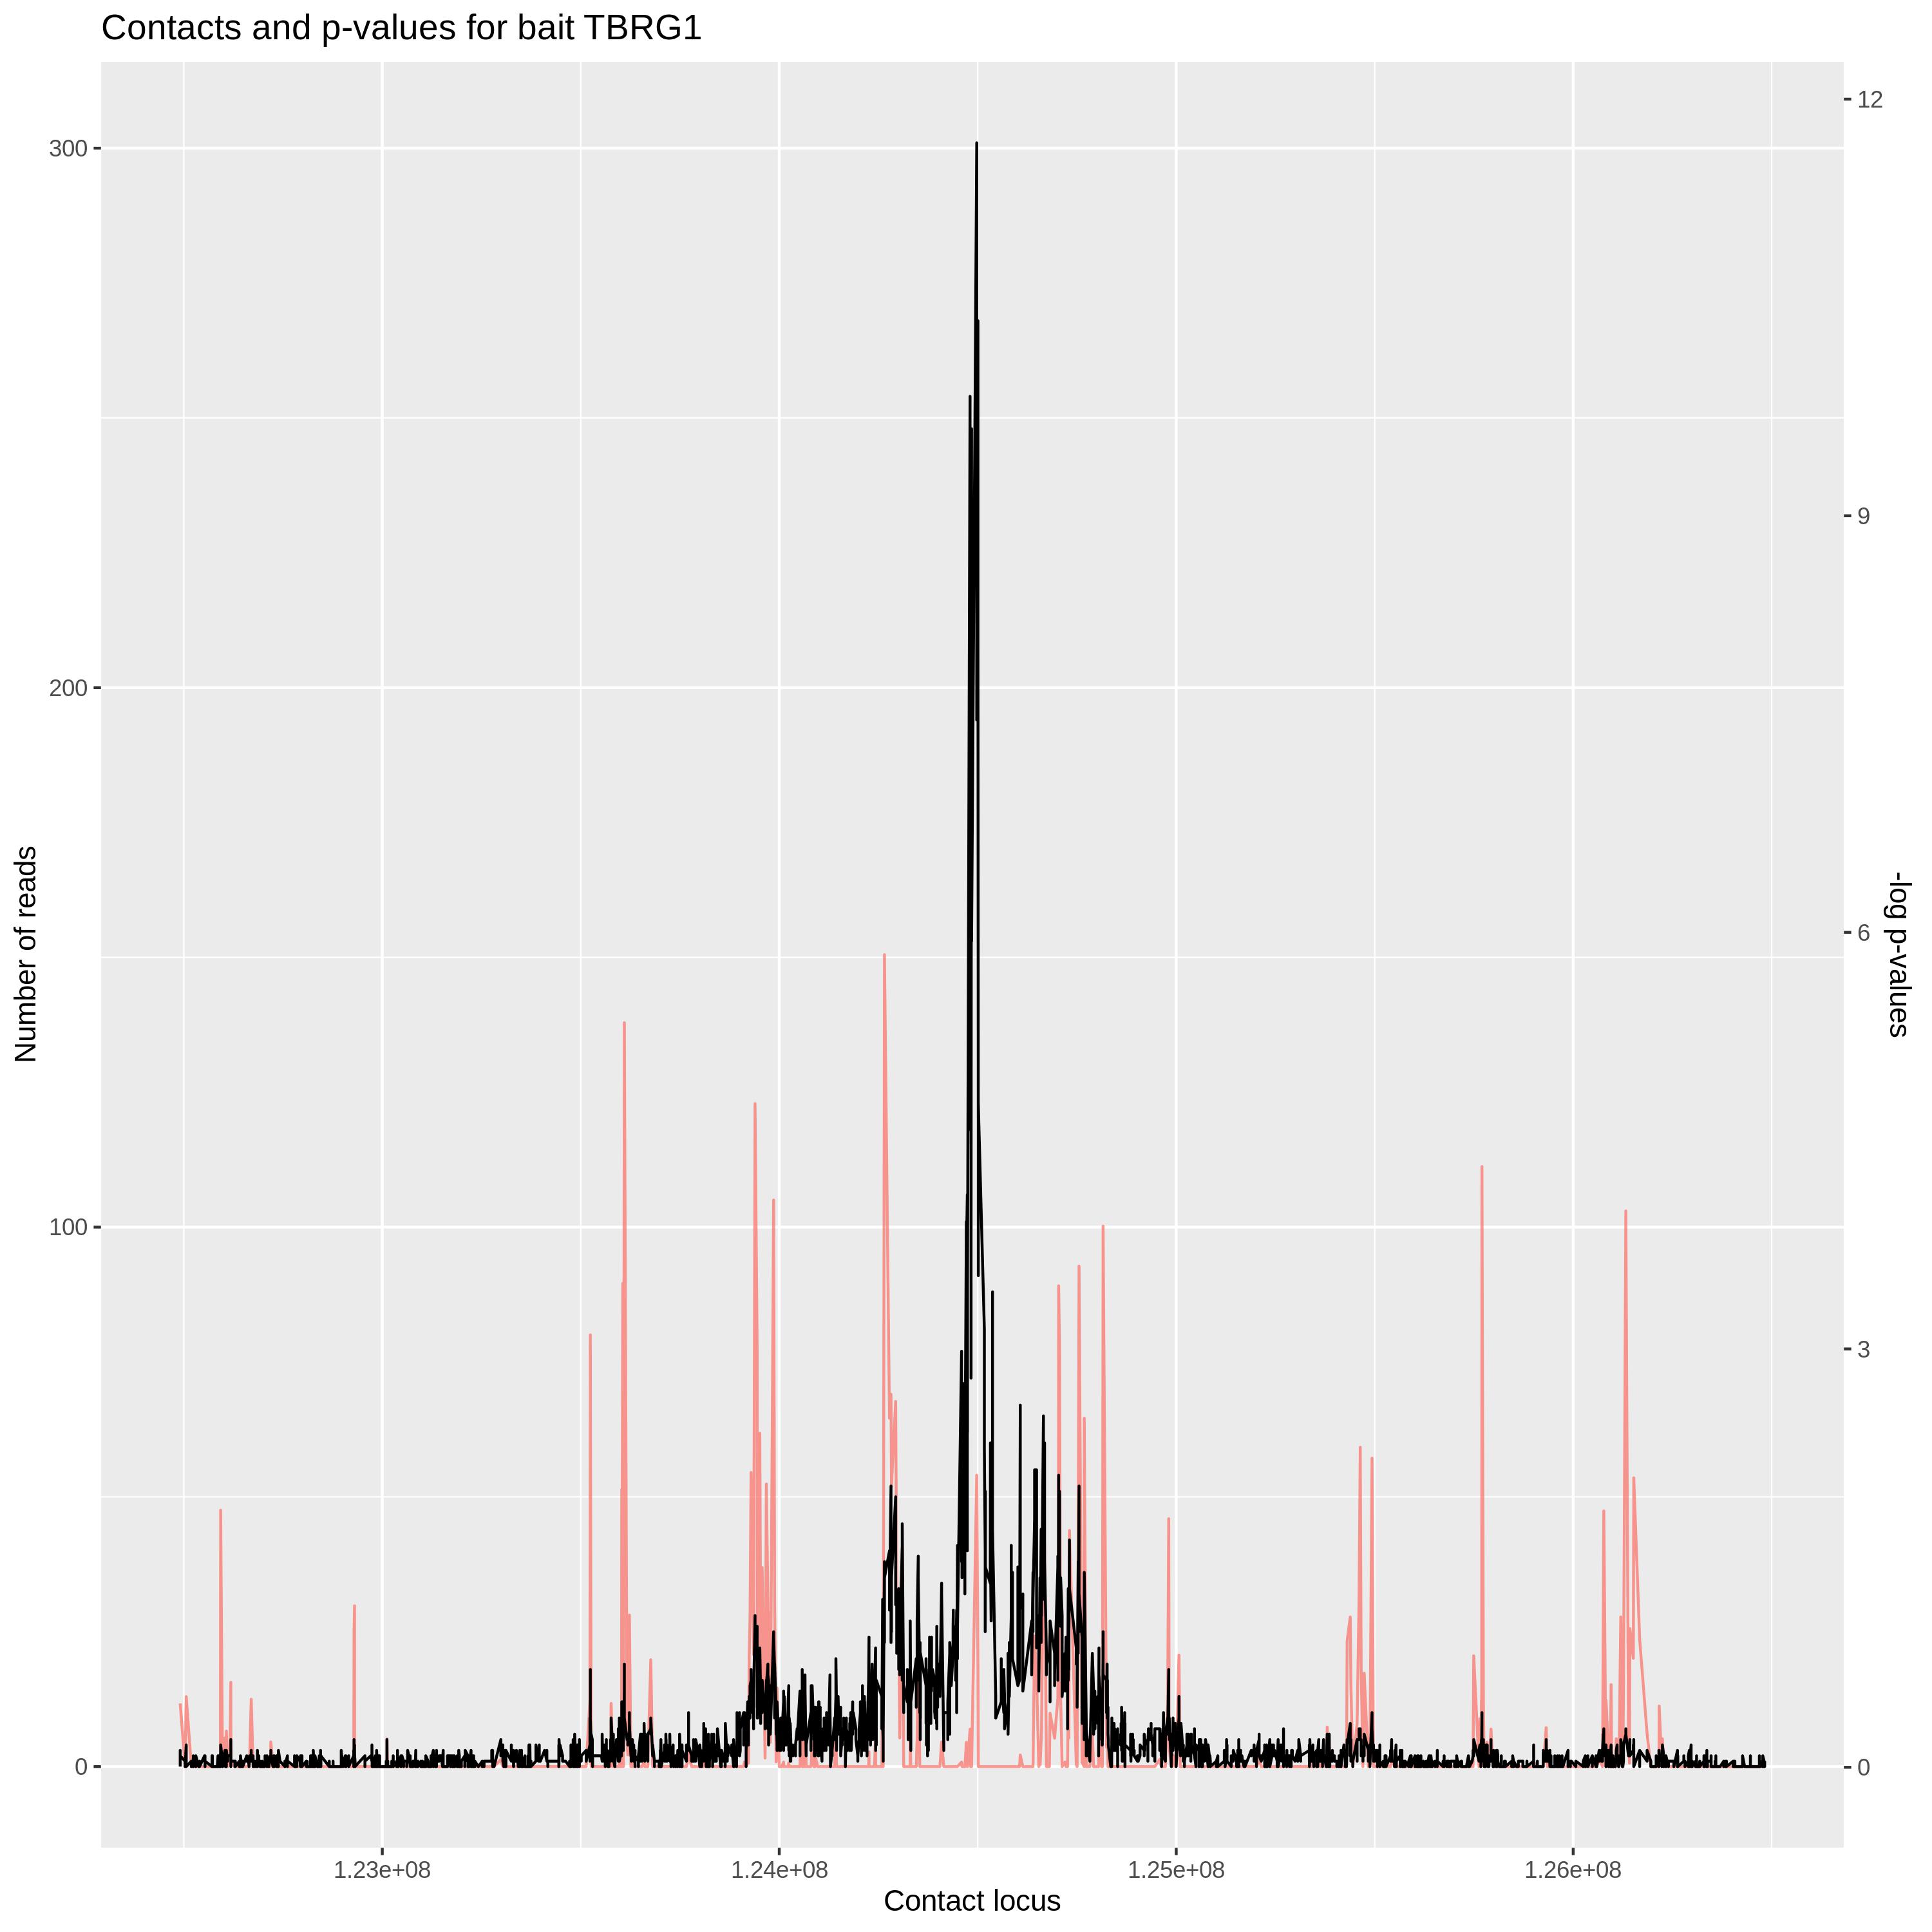 Contacts and p-values for bait TBRG1
300
200
100
0
Number of reads
12
9
6
3
0
-log p-values
1.23e+08
1.24e+08
1.25e+08
1.26e+08
Contact locus